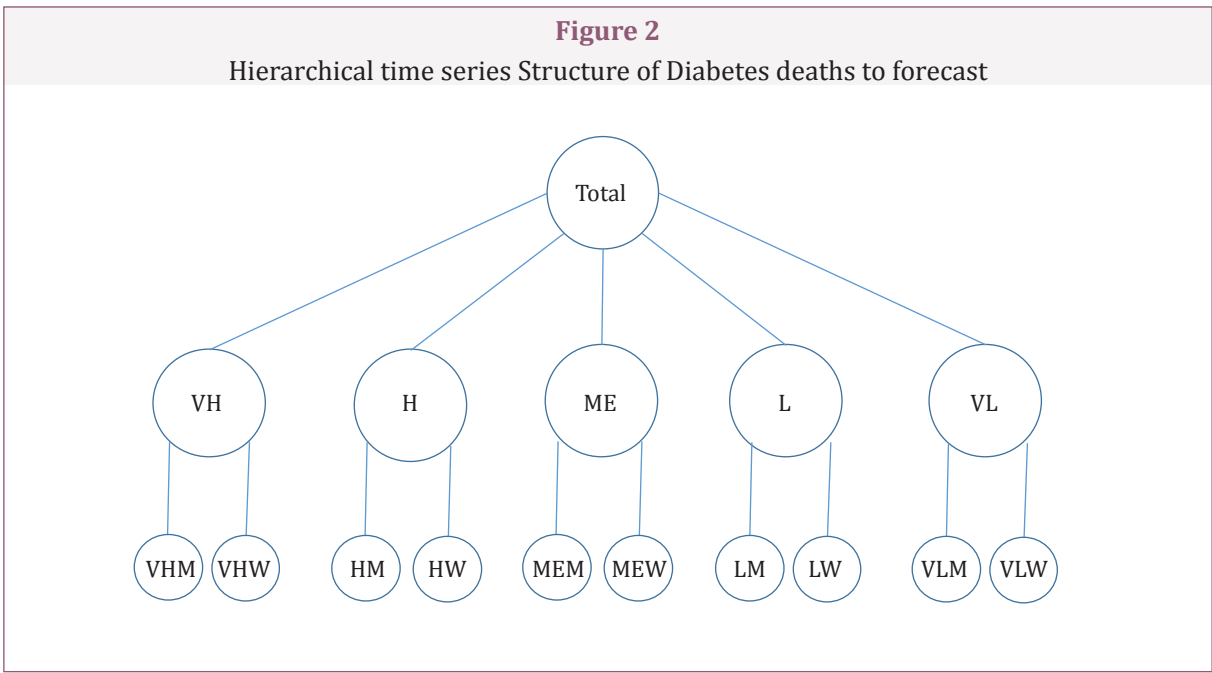 Figure 2
Hierarchical time series Structure of Diabetes deaths to forecast
Total
VH
H
ME
L
VL
VHM
VHW
HM
HW
MEM
MEW
LM
LW
VLM
VLW